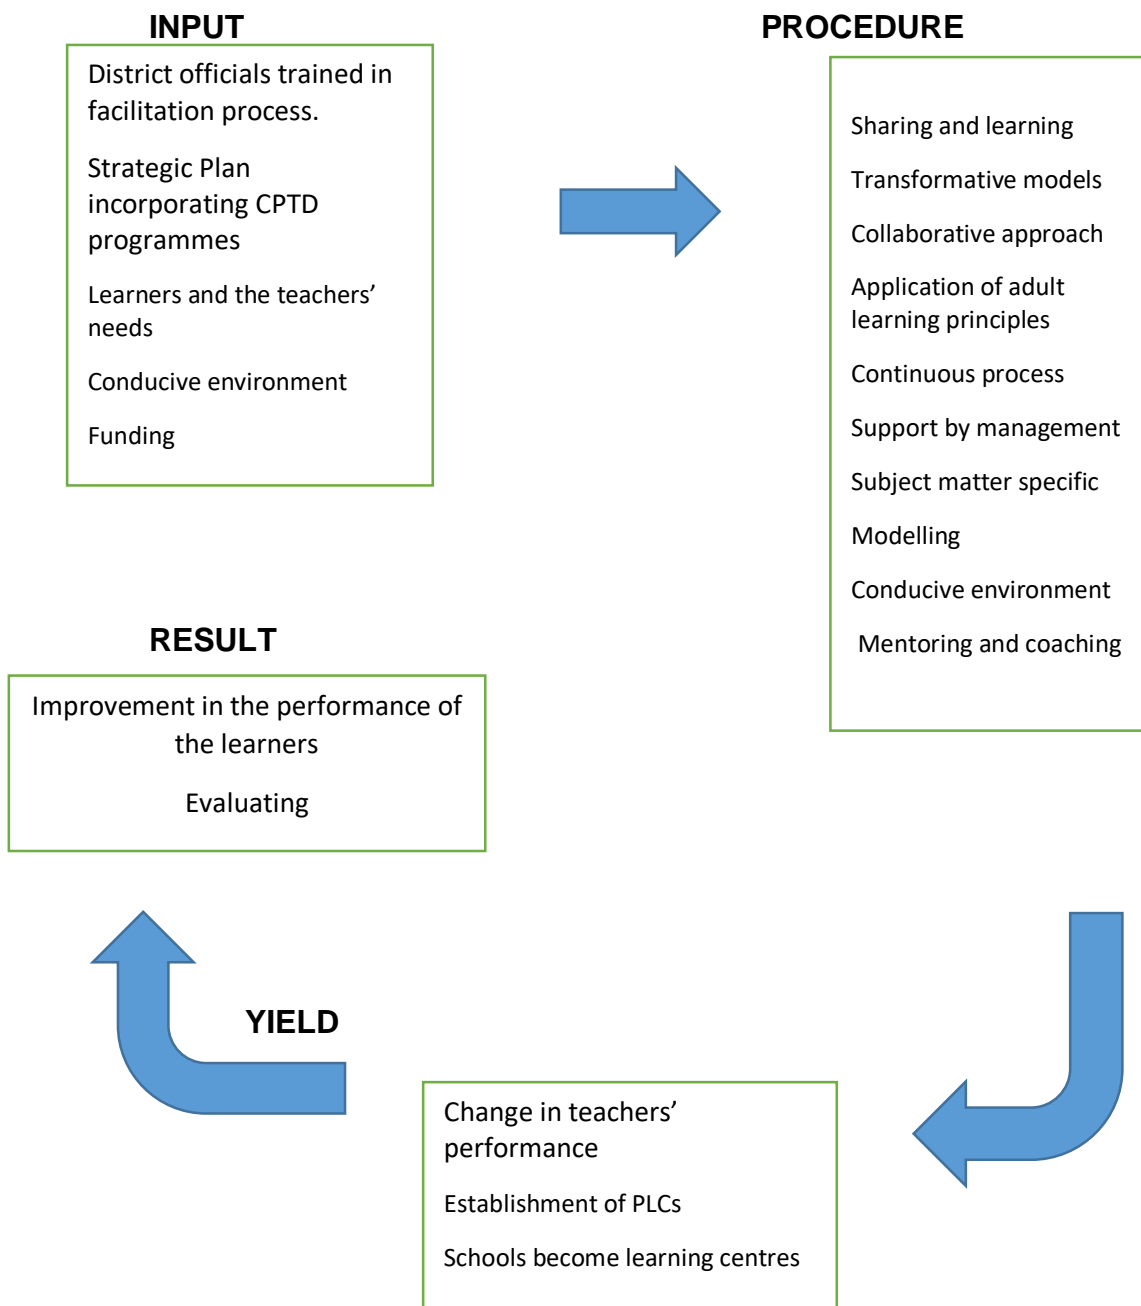 INPUT
District officials trained in
facilitation process.
Strategic Plan
incorporating CPTD
programmes
Learners and the teachers’
needs
Conducive environment
Funding
PROCEDURE
Sharing and learning
Transformative models
Collaborative approach
Application of adult
learning principles
Continuous process
Support by management
Subject matter specific
Modelling
Conducive environment
Mentoring and coaching
YIELD
Change in teachers’
performance
Establishment of PLCs
Schools become learning centres
RESULT
Improvement in the performance of
the learners
Evaluating